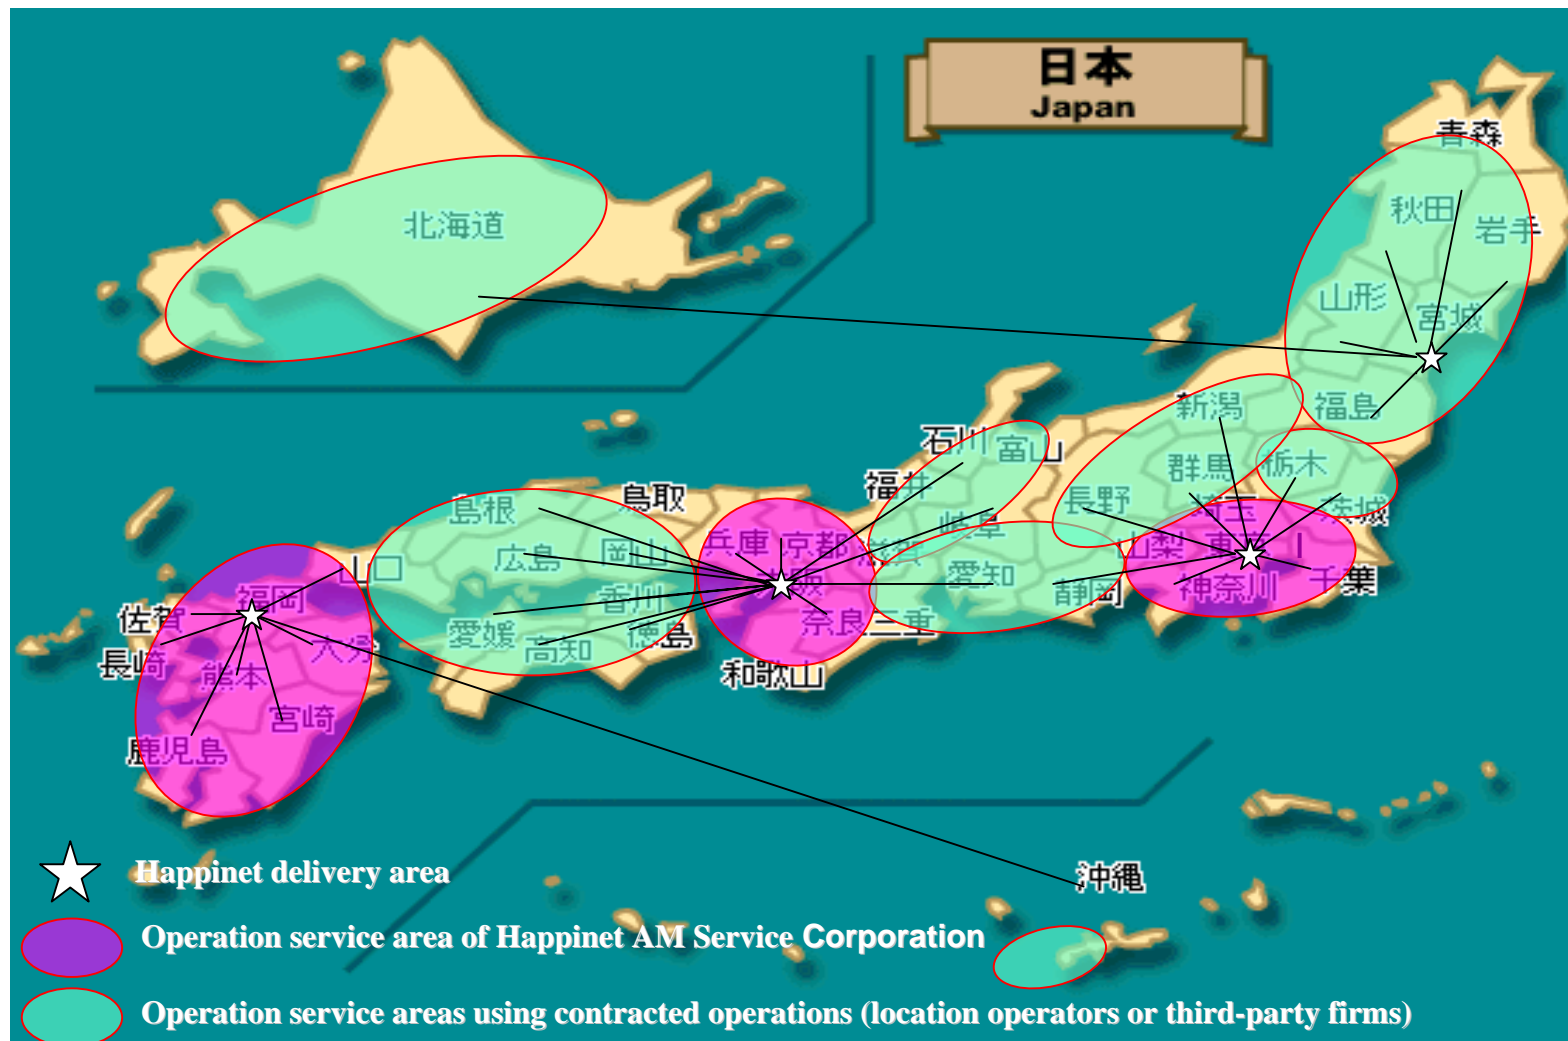 日本
Japan
青森
北海道
秋田
岩手
山形
宮城
新潟
福島
石川
富山
群馬
栃木
福井
島根
鳥取
長野
埼玉
茨城
岐阜
兵庫
京都
滋賀
山梨
広島
岡山
山口
愛知
静岡
神奈川
千葉
福岡
佐賀
香川
奈良
三重
愛媛
高知
徳島
大分
長崎
熊本
和歌山
宮崎
鹿児島
沖縄
Happinet delivery area
Operation service area of Happinet AM Service Corporation
Operation service areas using contracted operations (location operators or third-party firms)